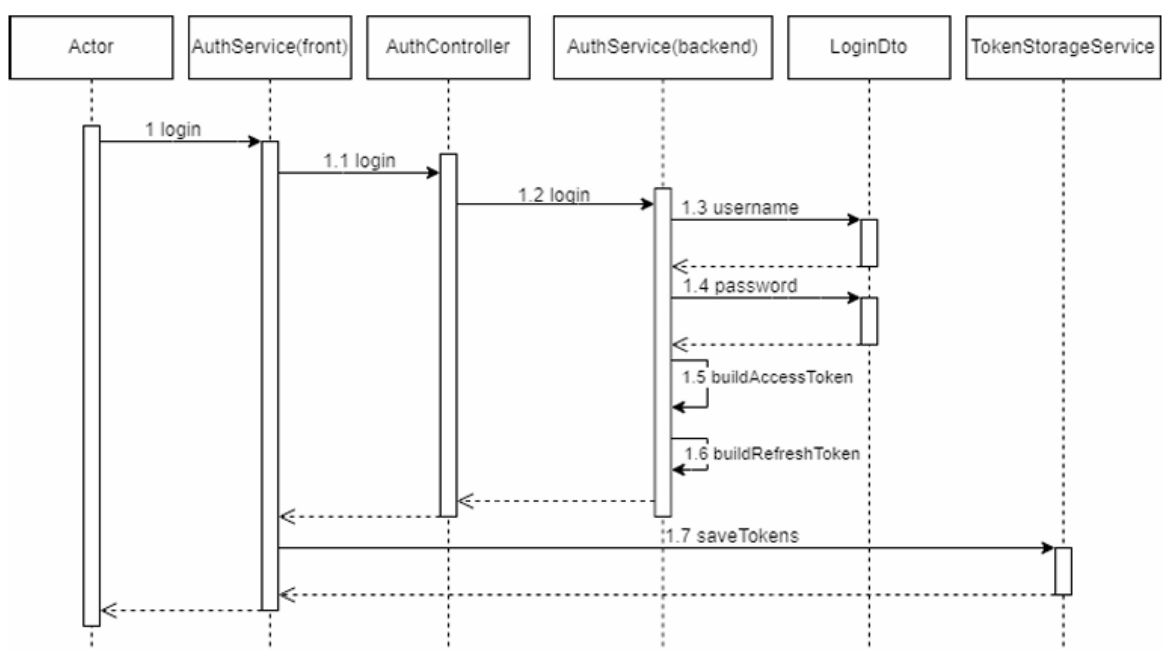 Actor
AuthService(front)
AuthController
AuthService(backend)
LoginDto
TokenStorageService
1 login
1.1 login
1.2 login
1.3 username
1.4 password
1.5 buildAccessToken
1.6 buildRefreshToken
1.7 saveTokens